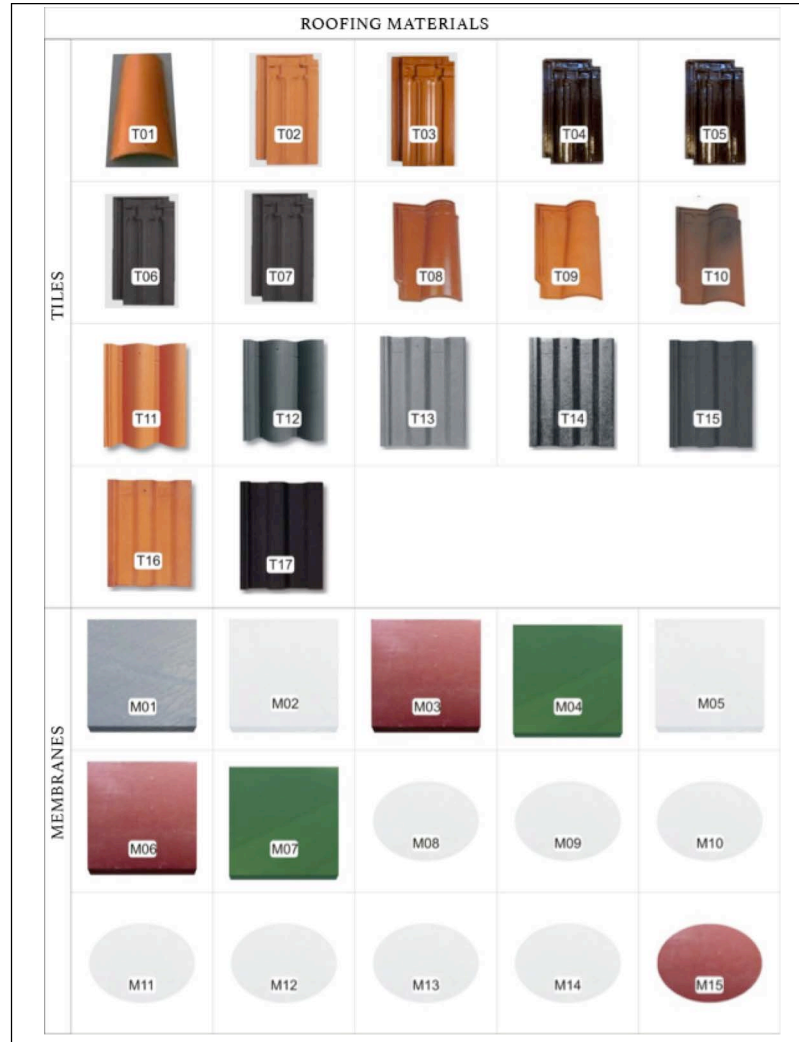 ROOFING MATERIALS
TILES
T01 T02 T03 T04 T05
T06 T07 T08 T09 T10
T11 T12 T13 T14 T15
T16 T17
MEMBRANES
M01 M02 M03 M04 M05
M06 M07 M08 M09 M10
M11 M12 M13 M14 M15